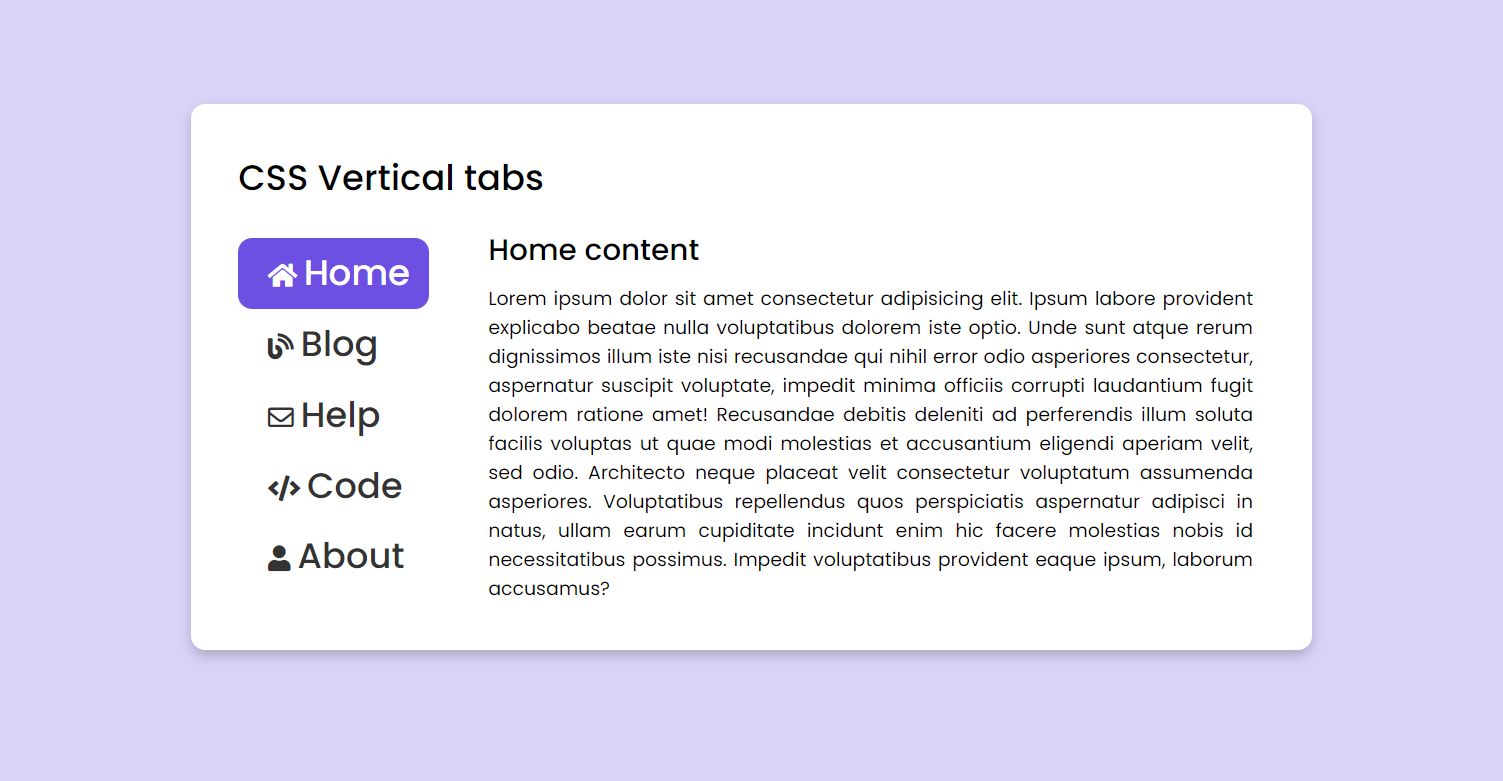 CSS Vertical tabs
Home
Blog
Help
Code
About
Home content
Lorem ipsum dolor sit amet consectetur adipisicing elit. Ipsum labore provident
explicabo beatae nulla voluptatibus dolorem iste optio. Unde sunt atque rerum
dignissimos illum iste nisi recusandae qui nihil error odio asperiores consectetur,
aspernatur suscipit voluptate, impedit minima officiis corrupti laudantium fugit
dolorem ratione amet! Recusandae debitis deleniti ad perferendis illum soluta
facilis voluptas ut quae modi molestias et accusantium eligendi aperiam velit,
sed odio. Architecto neque placeat velit consectetur voluptatum assumenda
asperiores. Voluptatibus repellendus quos perspiciatis aspernatur adipisci in
natus, ullam earum cupiditate incidunt enim hic facere molestias nobis id
necessitatibus possimus. Impedit voluptatibus provident eaque ipsum, laborum
accusamus?